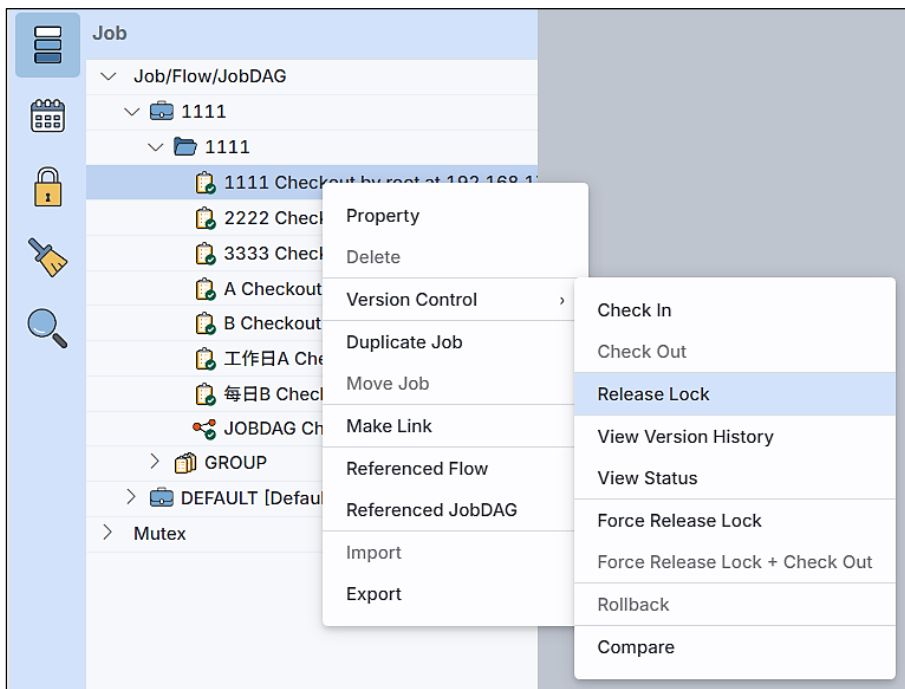 Job
Job/Flow/JobDAG
1111
1111
1111 Checkout by root at 192.168.1
2222 Chec
3333 Chec
A Checkout
B Checkout
工作日A Che
每日B Chec
JOBDAG Ch
GROUP
DEFAULT [Defaul
Mutex
Property
Delete
Version Control
Duplicate Job
Move Job
Make Link
Referenced Flow
Referenced JobDAG
Import
Export
Check In
Check Out
Release Lock
View Version History
View Status
Force Release Lock
Force Release Lock + Check Out
Rollback
Compare